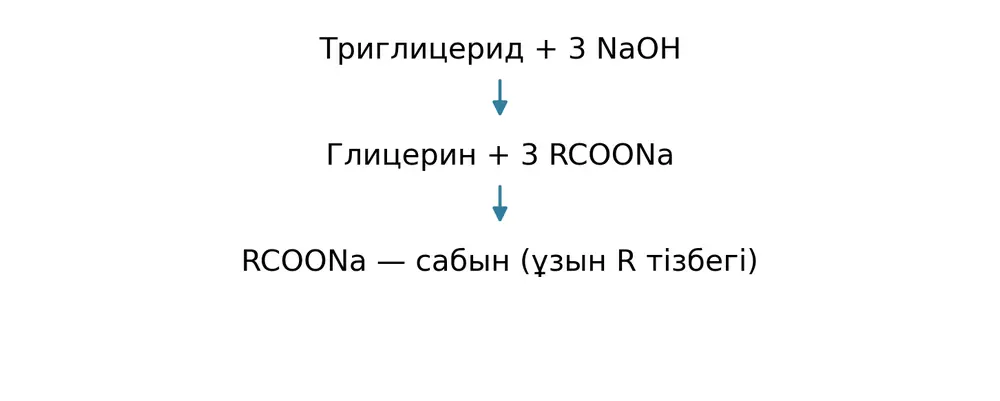 Триглицерид + 3 NaOH
Глицерин + 3 RCOONa
RCOONa — сабын (ұзын R тізбегі)